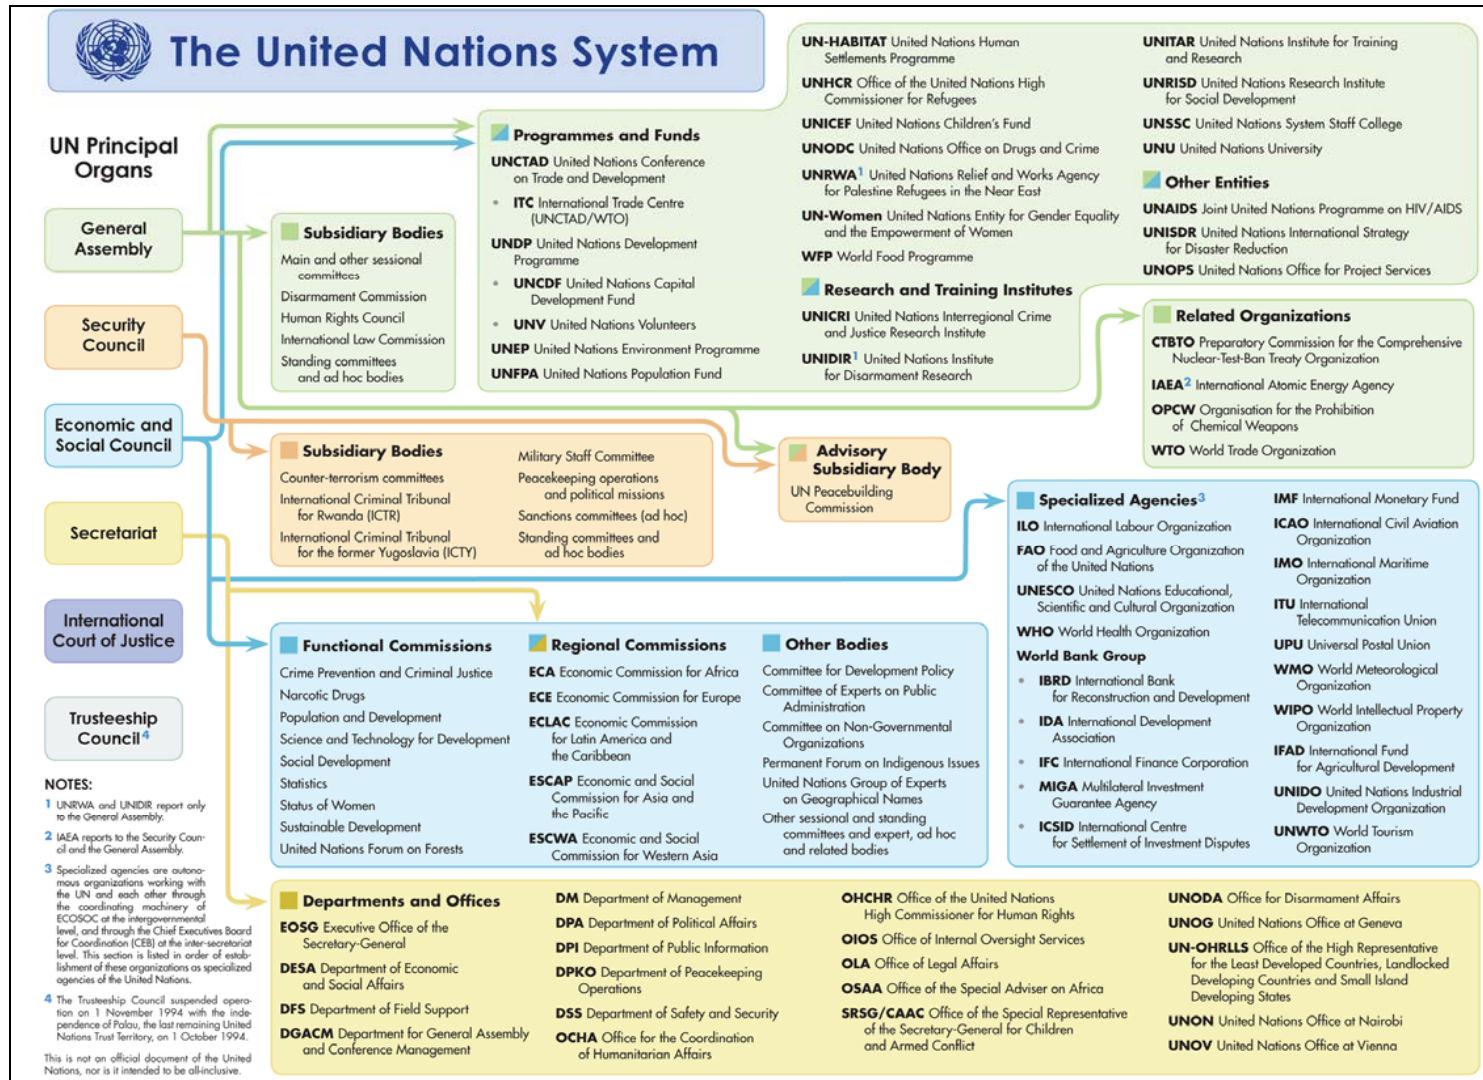 The United Nations System
UN Principal
Organs
General
Assembly
Security
Council
Economic and
Social Council
Secretariat
International
Court of Justice
Trusteeship
Council4
NOTES:
1 UNRWA and UNIDIR report only
to the General Assembly.
2 IAEA reports to the Security Coun-
cil and the General Assembly.
3 Specialized agencies are autono-
mous organizations working with
the UN and each other through
the coordinating machinery of
ECOSOC at the intergovernmental
level, and through the Chief Executives Board
for Coordination (CEB) at the inter-secretariat
level. This section is listed in order of estab-
lishment of these organizations as specialized
agencies of the United Nations.
4 The Trusteeship Council suspended opera-
tion on 1 November 1994 with the inde-
pendence of Palau, the last remaining United
Nations Trust Territory, on 1 October 1994.
This is not an official document of the United
Nations, nor is it intended to be all-inclusive.
Subsidiary Bodies
Main and other sessional
committees
Disarmament Commission
Human Rights Council
International Law Commission
Standing committees
and ad hoc bodies
Programmes and Funds
UNCTAD United Nations Conference
on Trade and Development
• ITC International Trade Centre
(UNCTAD/WTO)
UNDP United Nations Development
Programme
• UNCDF United Nations Capital
Development Fund
• UNV United Nations Volunteers
UNEP United Nations Environment Programme
UNFPA United Nations Population Fund
UN-HABITAT United Nations Human
Settlements Programme
UNHCR Office of the United Nations High
Commissioner for Refugees
UNICEF United Nations Children's Fund
UNODC United Nations Office on Drugs and Crime
UNRWA1 United Nations Relief and Works Agency
for Palestine Refugees in the Near East
UN-Women United Nations Entity for Gender Equality
and the Empowerment of Women
WFP World Food Programme
Research and Training Institutes
UNICRI United Nations Interregional Crime
and Justice Research Institute
UNIDIR1 United Nations Institute
for Disarmament Research
UNITAR United Nations Institute for Training
and Research
UNRISD United Nations Research Institute
for Social Development
UNSSC United Nations System Staff College
UNU United Nations University
Other Entities
UNAIDS Joint United Nations Programme on HIV/AIDS
UNISDR United Nations International Strategy
for Disaster Reduction
UNOPS United Nations Office for Project Services
Related Organizations
CTBTO Preparatory Commission for the Comprehensive
Nuclear-Test-Ban Treaty Organization
IAEA2 International Atomic Energy Agency
OPCW Organisation for the Prohibition
of Chemical Weapons
WTO World Trade Organization
Subsidiary Bodies
Counter-terrorism committees
International Criminal Tribunal
for Rwanda (ICTR)
International Criminal Tribunal
for the former Yugoslavia (ICTY)
Military Staff Committee
Peacekeeping operations
and political missions
Sanctions committees (ad hoc)
Standing committees and
ad hoc bodies
Advisory
Subsidiary Body
UN Peacebuilding
Commission
Specialized Agencies3
ILO International Labour Organization
FAO Food and Agriculture Organization
of the United Nations
UNESCO United Nations Educational,
Scientific and Cultural Organization
WHO World Health Organization
World Bank Group
• IBRD International Bank
for Reconstruction and Development
• IDA International Development
Association
• IFC International Finance Corporation
• MIGA Multilateral Investment
Guarantee Agency
• ICSID International Centre
for Settlement of Investment Disputes
IMF International Monetary Fund
ICAO International Civil Aviation
Organization
IMO International Maritime
Organization
ITU International
Telecommunication Union
UPU Universal Postal Union
WMO World Meteorological
Organization
WIPO World Intellectual Property
Organization
IFAD International Fund
for Agricultural Development
UNIDO United Nations Industrial
Development Organization
UNWTO World Tourism
Organization
Functional Commissions
Crime Prevention and Criminal Justice
Narcotic Drugs
Population and Development
Science and Technology for Development
Social Development
Statistics
Status of Women
Sustainable Development
United Nations Forum on Forests
Regional Commissions
ECA Economic Commission for Africa
ECE Economic Commission for Europe
ECLAC Economic Commission
for Latin America and
the Caribbean
ESCAP Economic and Social
Commission for Asia and
the Pacific
ESCWA Economic and Social
Commission for Western Asia
Other Bodies
Committee for Development Policy
Committee of Experts on Public
Administration
Committee on Non-Governmental
Organizations
Permanent Forum on Indigenous Issues
United Nations Group of Experts
on Geographical Names
Other sessional and standing
committees and expert, ad hoc
and related bodies
Departments and Offices
EOSG Executive Office of the
Secretary-General
DESA Department of Economic
and Social Affairs
DFS Department of Field Support
DGACM Department for General Assembly
and Conference Management
DM Department of Management
DPA Department of Political Affairs
DPI Department of Public Information
DPKO Department of Peacekeeping
Operations
DSS Department of Safety and Security
OCHA Office for the Coordination
of Humanitarian Affairs
OHCHR Office of the United Nations
High Commissioner for Human Rights
OIOS Office of Internal Oversight Services
OLA Office of Legal Affairs
OSAA Office of the Special Adviser on Africa
SRSG/CAAC Office of the Special Representative
of the Secretary-General for Children
and Armed Conflict
UNODA Office for Disarmament Affairs
UNOG United Nations Office at Geneva
UN-OHRLLS Office of the High Representative
for the Least Developed Countries, Landlocked
Developing Countries and Small Island
Developing States
UNON United Nations Office at Nairobi
UNOV United Nations Office at Vienna